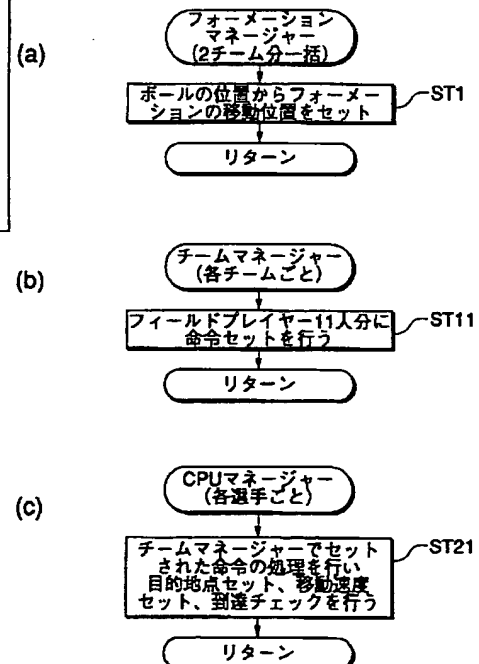 (a)
フォーメーション
マネージャー
(2チーム分一括)
ボールの位置からフォーメー
ションの移動位置をセット
ST1
リターン
(b)
チームマネージャー
(各チームごと)
フィールドプレイヤー11人分に
命令セットを行う
ST11
リターン
(c)
CPUマネージャー
(各選手ごと)
チームマネージャーでセット
された命令の処理を行い
目的地点セット、移動速度
セット、到達チェックを行う
ST21
リターン